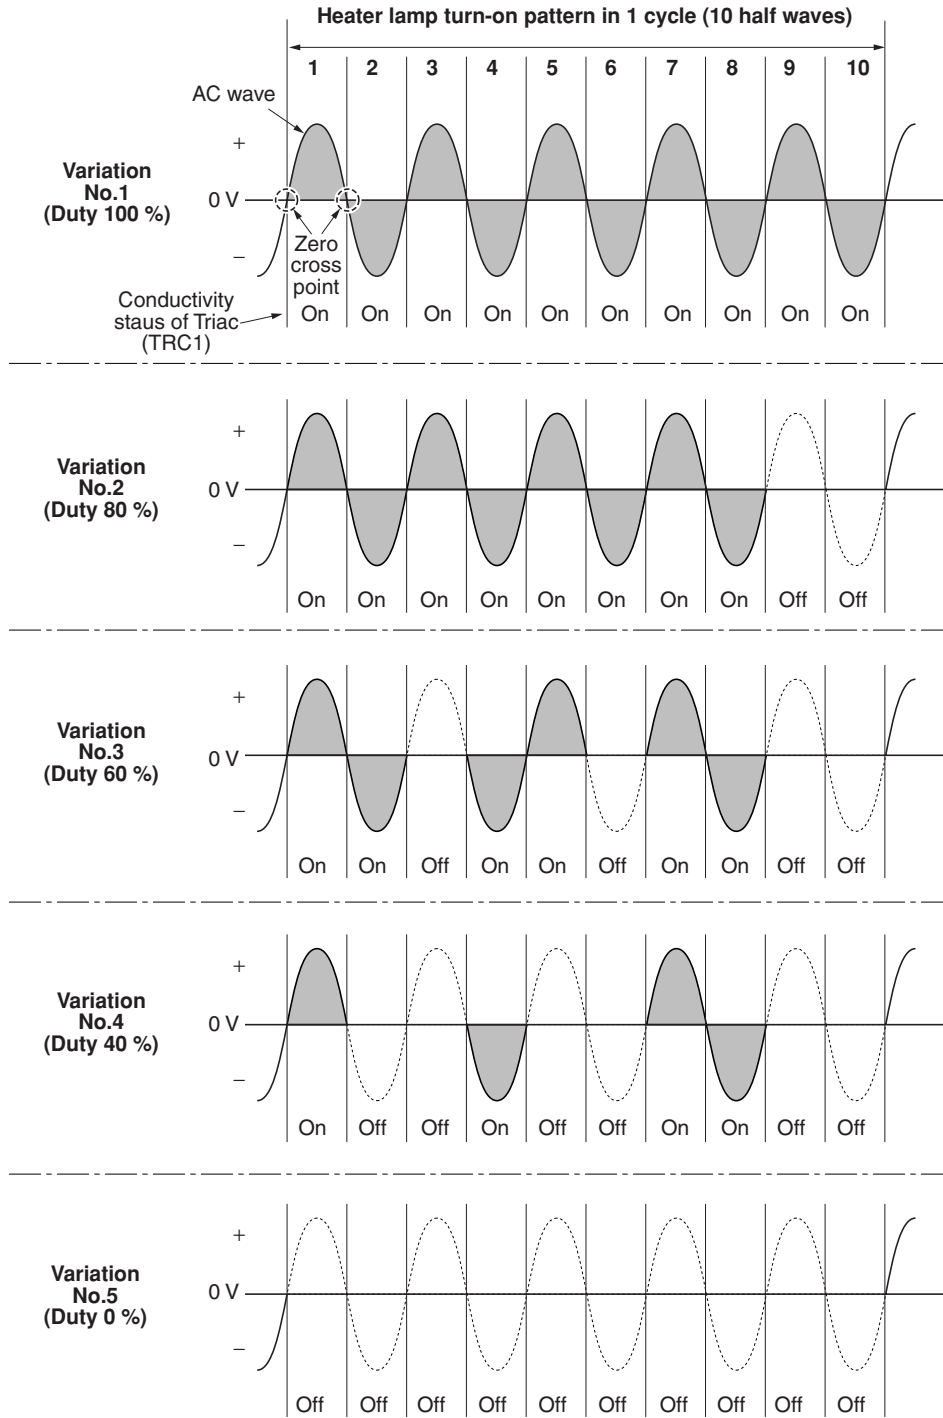 Heater lamp turn-on pattern in 1 cycle (10 half waves)
1 2 3 4 5 6 7 8 9 10
AC wave
+
Variation
No.1
(Duty 100 %)
0 V
−
Zero
cross
point
Conductivity
staus of Triac
(TRC1)
On On On On On On On On On On
+
Variation
No.2
(Duty 80 %)
0 V
−
On On On On On On On On Off Off
+
Variation
No.3
(Duty 60 %)
0 V
−
On On Off On On Off On On Off Off
+
Variation
No.4
(Duty 40 %)
0 V
−
On Off Off On Off Off On On Off Off
+
Variation
No.5
(Duty 0 %)
0 V
−
Off Off Off Off Off Off Off Off Off Off